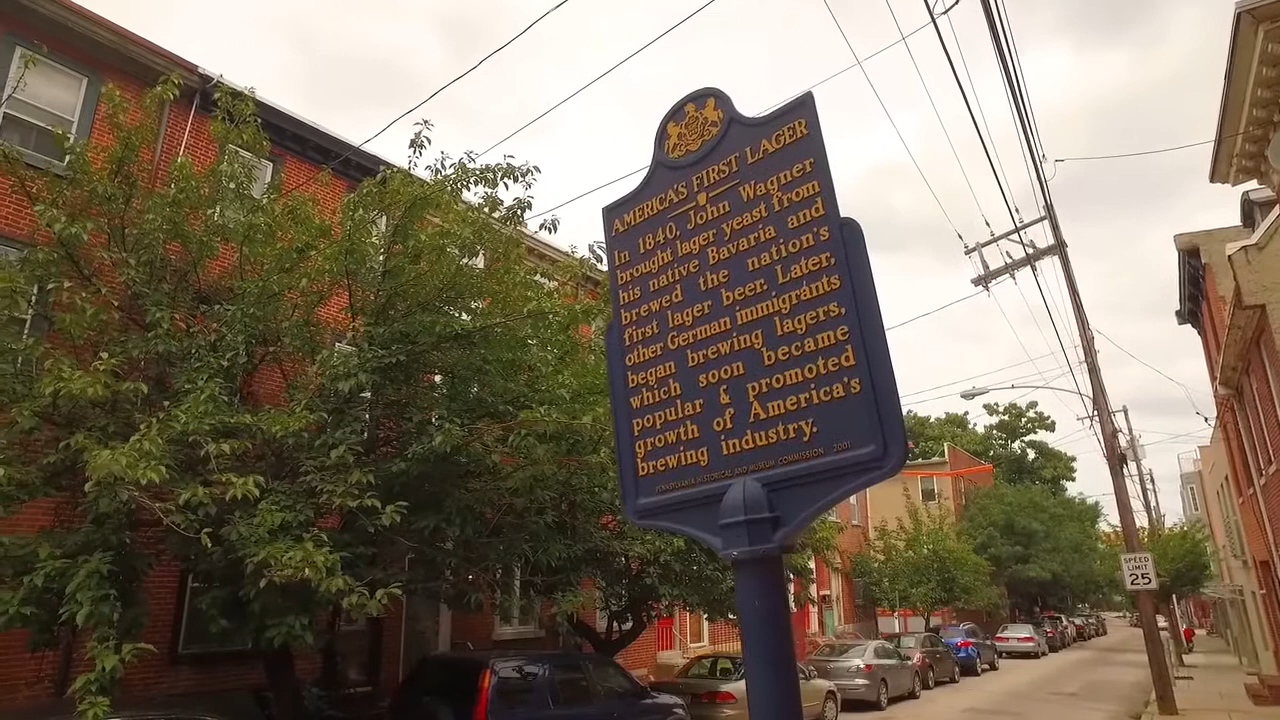 AMERICA'S FIRST LAGER
In 1840, John Wagner
brought lager yeast from
his native Bavaria and
brewed the nation's
first lager beer. Later,
other German immigrants
began brewing lagers,
which soon became
popular & promoted
growth of America's
brewing industry.
PENNSYLVANIA HISTORICAL AND MUSEUM COMMISSION 2001
SPEED
LIMIT
25